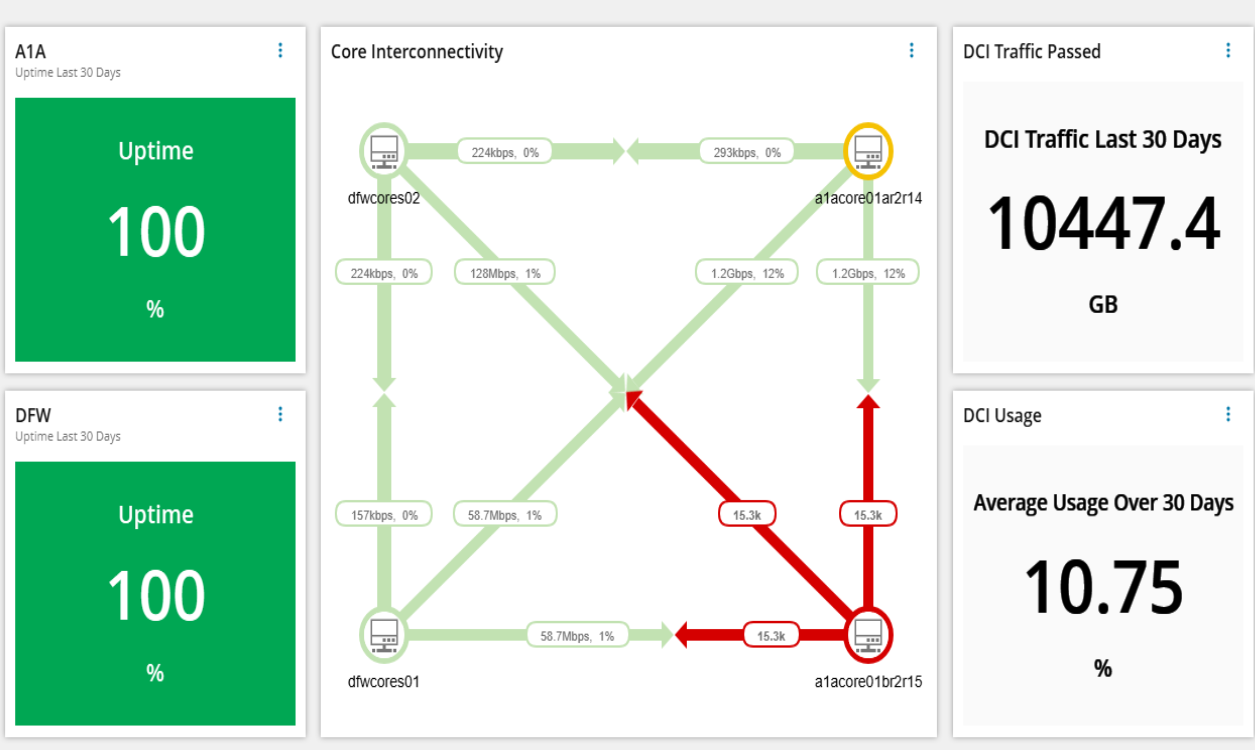 A1A
Uptime Last 30 Days
Uptime
100
%
DFW
Uptime Last 30 Days
Uptime
100
%
Core Interconnectivity
224kbps, 0%
293kbps, 0%
dfwcores02
a1acore01ar2r14
224kbps, 0%
128Mbps, 1%
1.2Gbps, 12%
1.2Gbps, 12%
157kbps, 0%
58.7Mbps, 1%
15.3k
15.3k
58.7Mbps, 1%
15.3k
dfwcores01
a1acore01br2r15
DCI Traffic Passed
DCI Traffic Last 30 Days
10447.4
GB
DCI Usage
Average Usage Over 30 Days
10.75
%